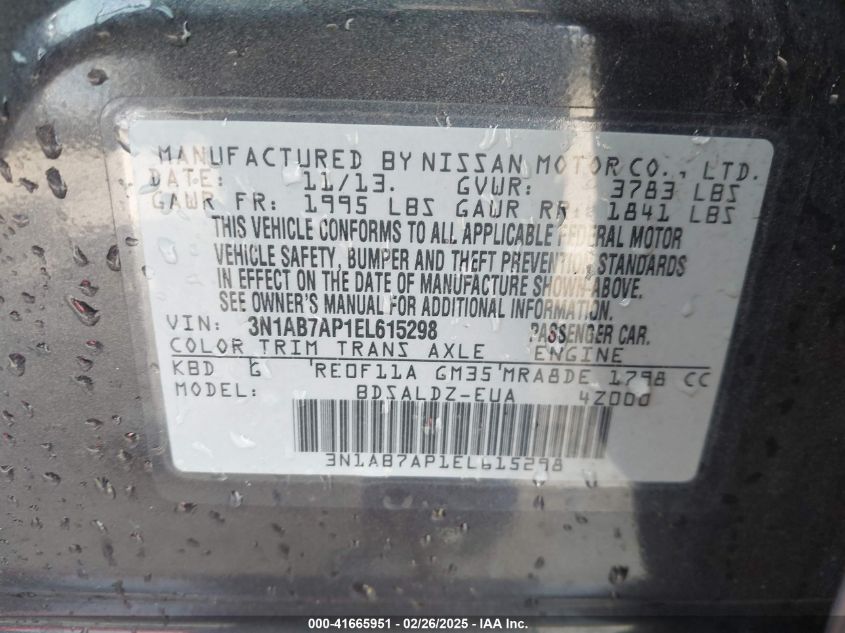 MANUFACTURED BY NISSAN MOTOR CO., LTD.
DATE: 11/13. GVWR: 3783 LBS
GAWR FR: 1995 LBS GAWR RR: 1841 LBS
THIS VEHICLE CONFORMS TO ALL APPLICABLE FEDERAL MOTOR
VEHICLE SAFETY, BUMPER AND THEFT PREVENTION STANDARDS
IN EFFECT ON THE DATE OF MANUFACTURE SHOWN ABOVE.
SEE OWNER'S MANUAL FOR ADDITIONAL INFORMATION.
VIN: 3N1AB7AP1EL615298 PASSENGER CAR.
COLOR TRIM TRANS AXLE ENGINE
KBD G 'RE0F11A GM35'MRA8DE 1798 CC
MODEL: BDSALDZ-EUA 4Z000
3N1AB7AP1EL615298
000-41665951 - 02/26/2025 - IAA Inc.